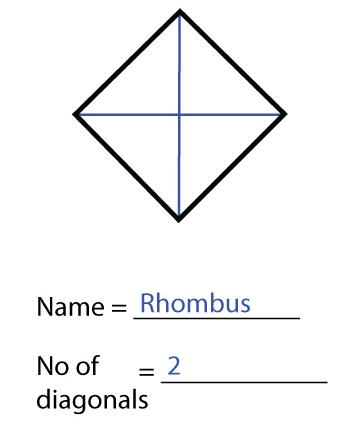 Name = Rhombus
No of
diagonals = 2